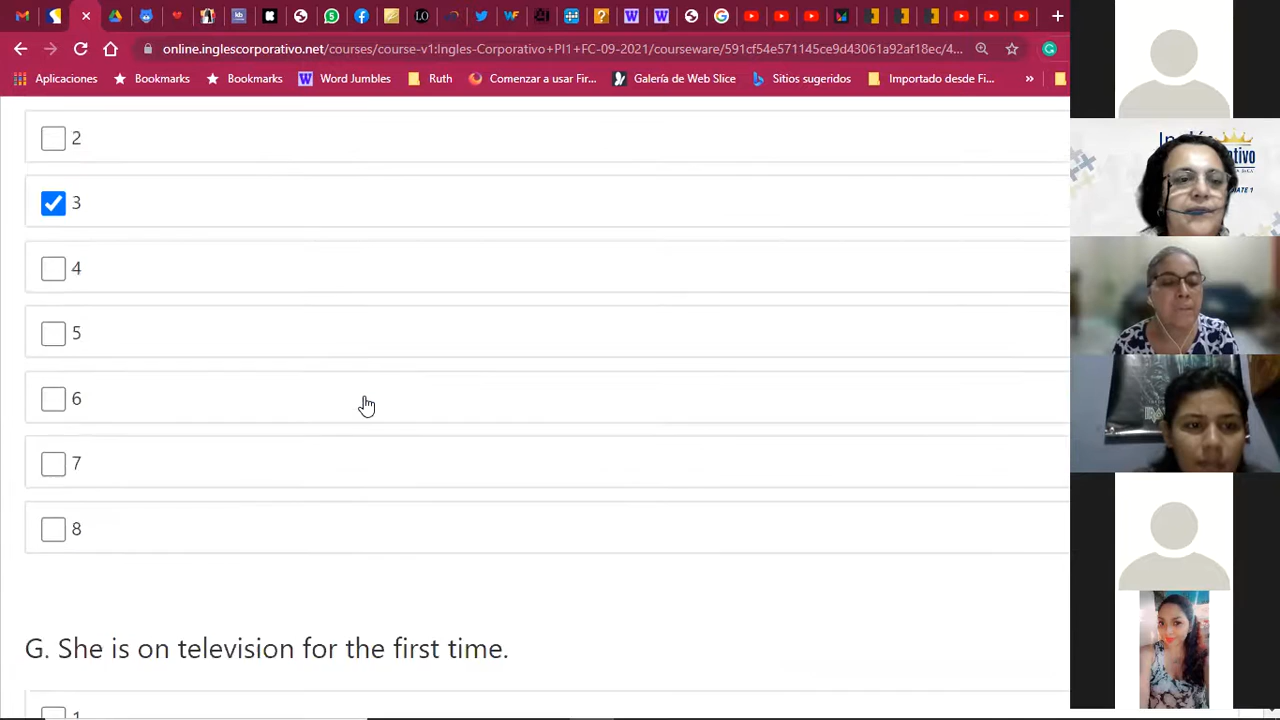 online.inglescorporativo.net/courses/course-v1:Ingles-Corporativo+PI1+FC-09-2021/courseware/591cf54e571145ce9d43061a92af18ec/4...
Aplicaciones Bookmarks Bookmarks Word Jumbles Ruth Comenzar a usar Fir... Galería de Web Slice Sitios sugeridos Importado desde Fi... »
2
3
4
5
6
7
8
G. She is on television for the first time.
1